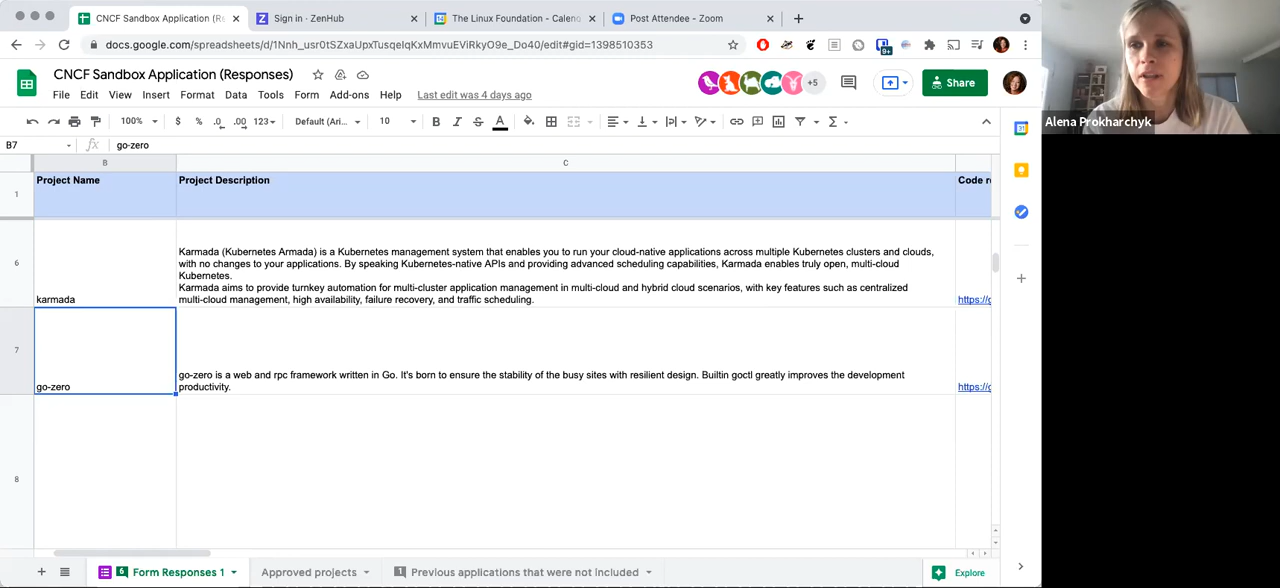 CNCF Sandbox Application (Re
Sign in · ZenHub
The Linux Foundation - Calend
Post Attendee - Zoom
docs.google.com/spreadsheets/d/1Nnh_usr0tSZxaUpxTusqeIqKxMmvuEViRkyO9e_Do40/edit#gid=1398510353
9+
CNCF Sandbox Application (Responses)
+5
Share
File Edit View Insert Format Data Tools Form Add-ons Help Last edit was 4 days ago
100% $ % .0 .00 123 Default (Ari... 10 B I S A
B7 fx go-zero
B C
1 Project Name Project Description Code r
Karmada (Kubernetes Armada) is a Kubernetes management system that enables you to run your cloud-native applications across multiple Kubernetes clusters and clouds,
6 with no changes to your applications. By speaking Kubernetes-native APIs and providing advanced scheduling capabilities, Karmada enables truly open, multi-cloud
Kubernetes.
Karmada aims to provide turnkey automation for multi-cluster application management in multi-cloud and hybrid cloud scenarios, with key features such as centralized
karmada multi-cloud management, high availability, failure recovery, and traffic scheduling. https://g
7
go-zero is a web and rpc framework written in Go. It's born to ensure the stability of the busy sites with resilient design. Builtin goctl greatly improves the development
go-zero productivity. https://g
8
6 Form Responses 1 Approved projects 1 Previous applications that were not included Explore
Alena Prokharchyk
31